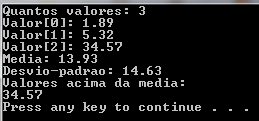 Quantos valores: 3
Valor[0]: 1.89
Valor[1]: 5.32
Valor[2]: 34.57
Media: 13.93
Desvio-padrao: 14.63
Valores acima da media:
34.57
Press any key to continue . . .